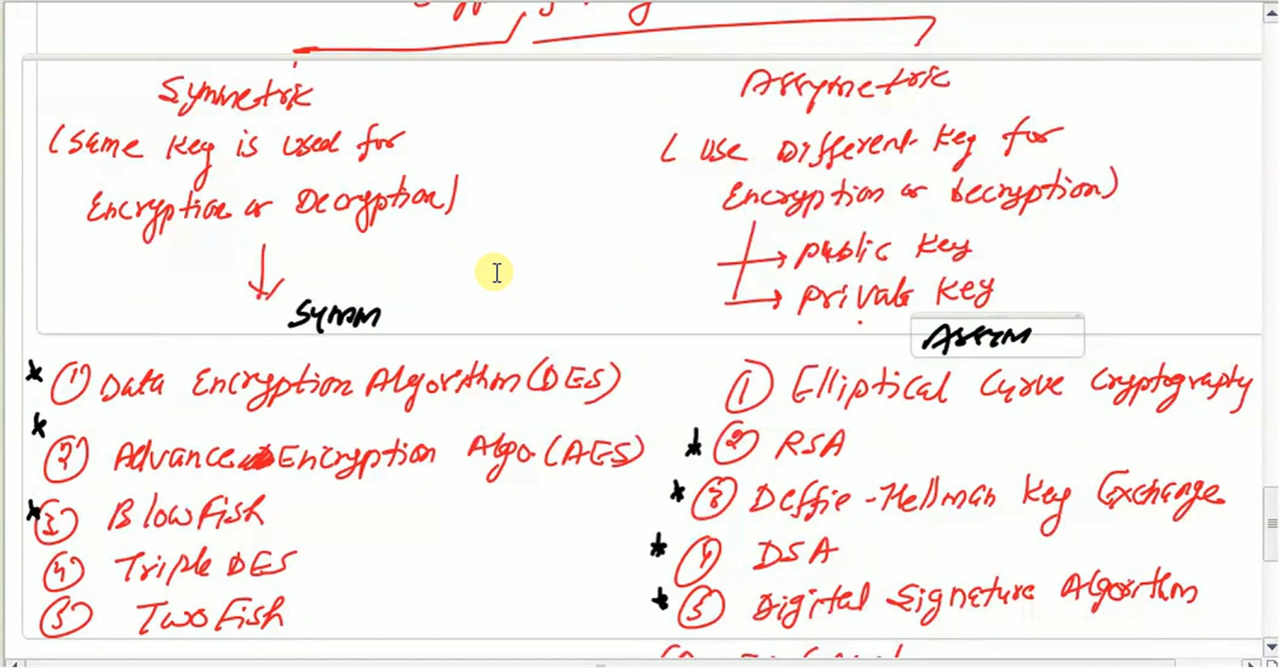 Symmetric
(Same Key is used for
Encryption or Decryption)
Symm
* ① Data Encryption Algorithm (DES)
* ② Advance Encryption Algo (AES)
* ③ Blowfish
④ Triple DES
⑤ Twofish
Assymetric
( Use Different Key for
Encryption or Decryption)
→ public Key
→ private Key
Assym
① Elliptical Curve Cryptography
* ② RSA
* ③ Deffie-Hellman Key Exchange
* ④ DSA
* ⑤ Digital Signature Algorithm